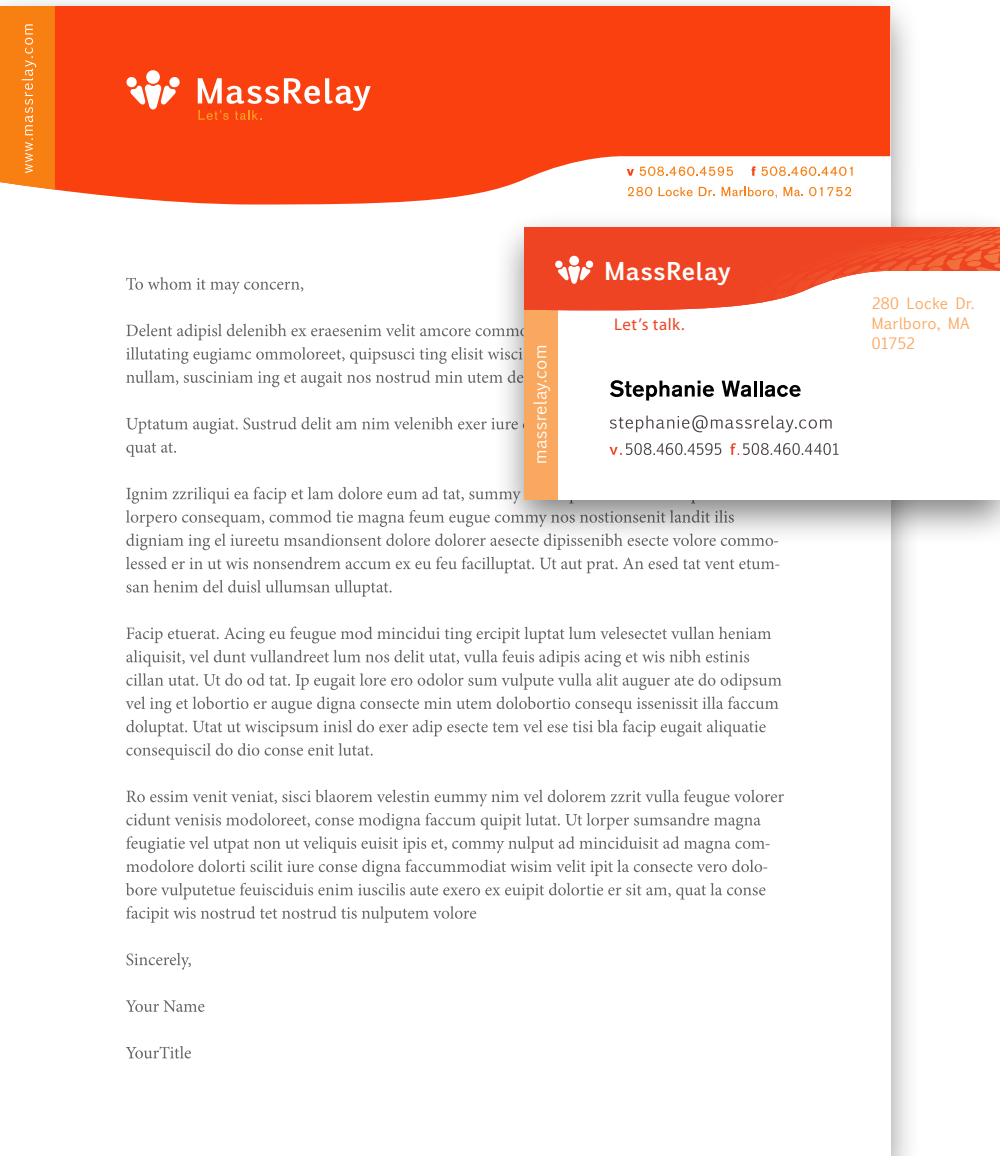 www.massrelay.com
MassRelay
Let's talk.
v 508.460.4595 f 508.460.4401
280 Locke Dr. Marlboro, Ma. 01752
MassRelay
Let's talk.
280 Locke Dr.
Marlboro, MA
01752
massrelay.com
Stephanie Wallace
stephanie@massrelay.com
v.508.460.4595 f.508.460.4401
To whom it may concern,
Delent adipisl delenibh ex eraesenim velit amcore
illutating eugiamc ommoloreet, quipsusci ting elisit
nullam, susciniam ing et augait nos nostrud min utem
Uptatum augiat. Sustrud delit am nim velenibh exer iure
quat at.
Ignim zzriliqui ea facip et lam dolore eum ad tat, summy
lorpero consequam, commod tie magna feum eugue commy nos nostionsenit landit ilis
digniam ing el iureetu msandionsent dolore dolorer aesecte dipissenibh esecte volore commo-
lessed er in ut wis nonsendrem accum ex eu feu facilluptat. Ut aut prat. An esed tat vent etum-
san henim del duisl ullumsan ulluptat.
Facip etuerat. Acing eu feugue mod mincidui ting ercipit luptat lum velesectet vullan heniam
aliquisit, vel dunt vullandreet lum nos delit utat, vulla feuis adipis acing et wis nibh estinis
cillan utat. Ut do od tat. Ip eugait lore ero odolor sum vulpute vulla alit auguer ate do odipsum
vel ing et lobortio er augue digna consecte min utem dolobortio consequ issenissit illa faccum
doluptat. Utat ut wiscipsum inisl do exer adip esecte tem vel ese tisi bla facip eugait aliquatie
consequiscil do dio conse enit lutat.
Ro essim venit veniat, sisci blaorem velestin eummy nim vel dolorem zzrit vulla feugue volorer
cidunt venisis modoloreet, conse modigna faccum quipit lutat. Ut lorper sumsandre magna
feugiatie vel utpat non ut veliquis euisit ipis et, commy nulput ad minciduisit ad magna com-
modolore dolorti scilit iure conse digna faccummodiat wisim velit ipit la consecte vero dolo-
bore vulputetue feuisciduis enim iuscilis aute exero ex euipit dolortie er sit am, quat la conse
facipit wis nostrud tet nostrud tis nulputem volore
Sincerely,
Your Name
YourTitle